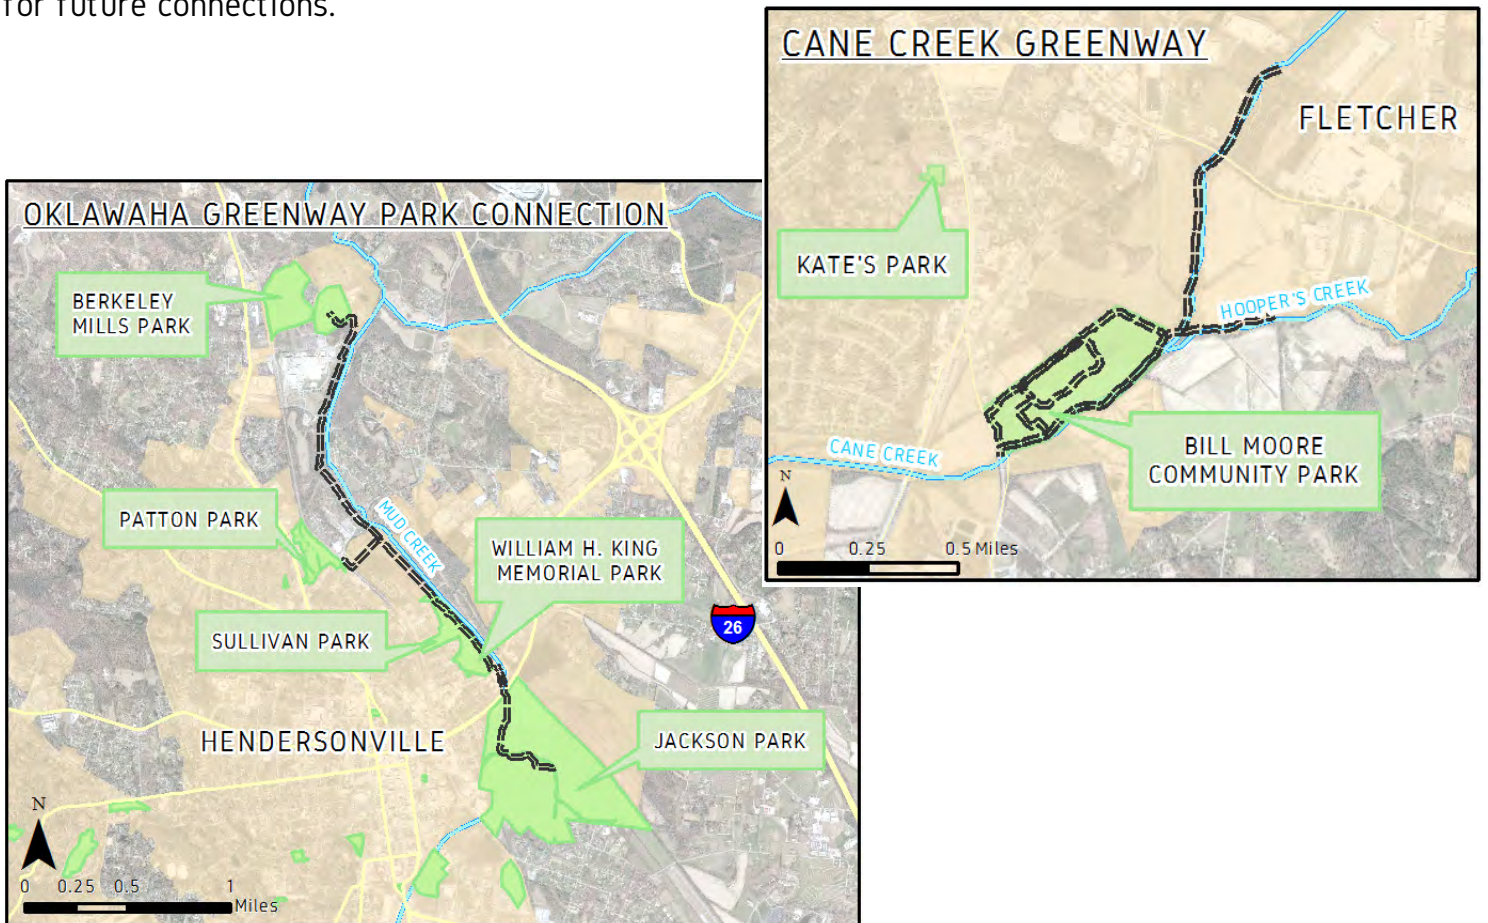 for future connections.
CANE CREEK GREENWAY
FLETCHER
KATE'S PARK
HOOPER'S CREEK
BILL MOORE
COMMUNITY PARK
CANE CREEK
N
0 0.25 0.5 Miles
OKLAWAHA GREENWAY PARK CONNECTION
BERKELEY
MILLS PARK
PATTON PARK
MUD CREEK
WILLIAM H. KING
MEMORIAL PARK
SULLIVAN PARK
26
HENDERSONVILLE
JACKSON PARK
N
0 0.25 0.5 1
Miles